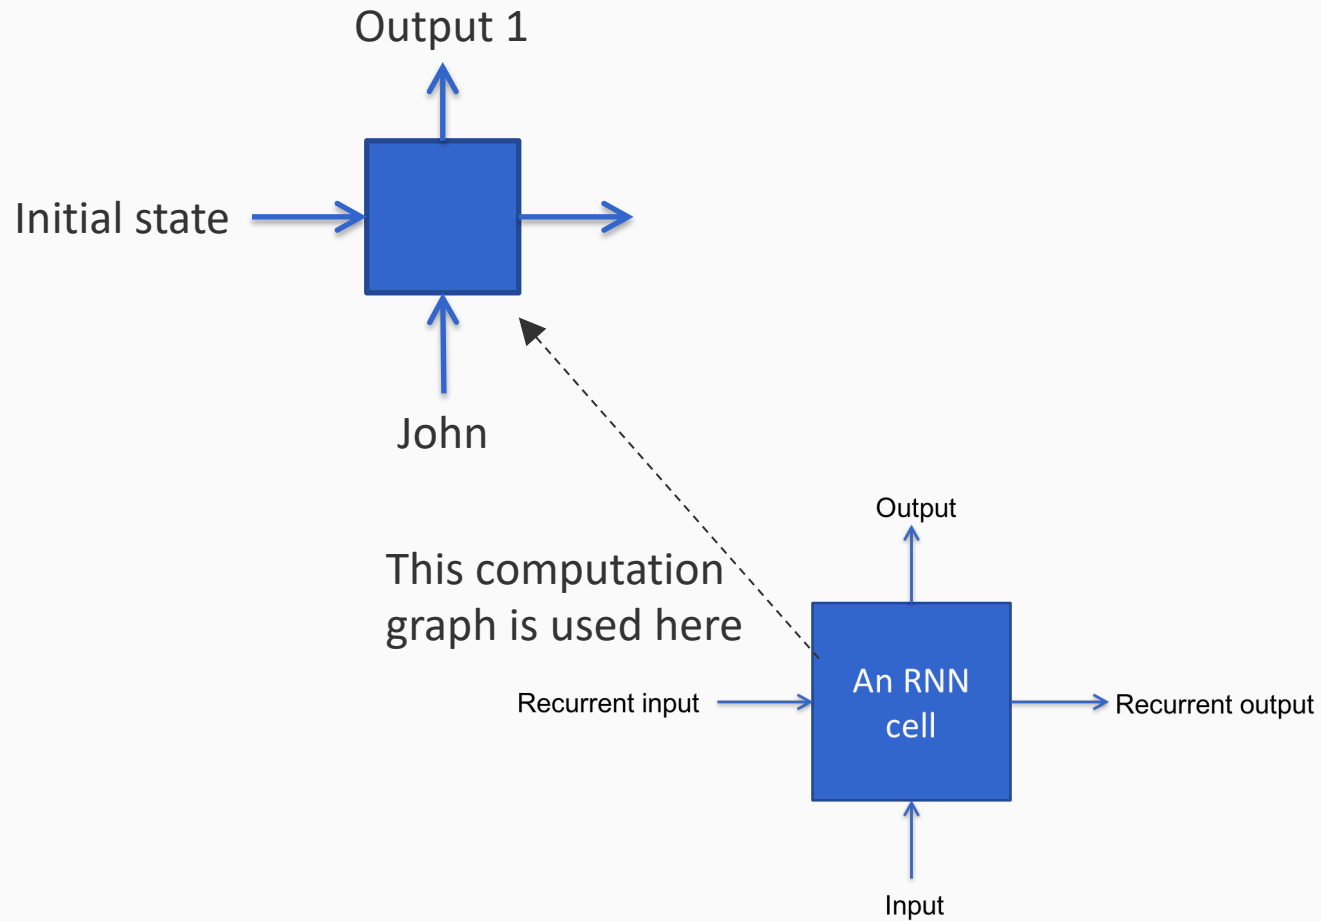 Output 1
Initial state
John
This computation
graph is used here
Output
An RNN
cell
Recurrent input
Recurrent output
Input